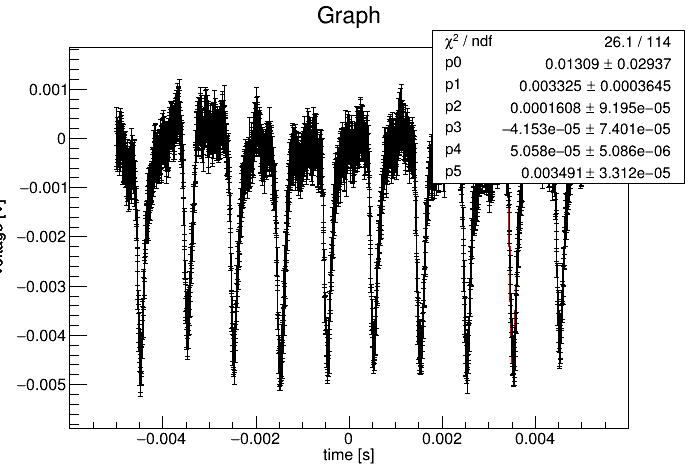 Graph
χ² / ndf 26.1 / 114
p0 0.01309 ± 0.02937
p1 0.003325 ± 0.0003645
p2 0.0001608 ± 9.195e−05
p3 −4.153e−05 ± 7.401e−05
p4 5.058e−05 ± 5.086e−06
p5 0.003491 ± 3.312e−05
0.001
0
−0.001
−0.002
−0.003
−0.004
−0.005
−0.004 −0.002 0 0.002 0.004
time [s]